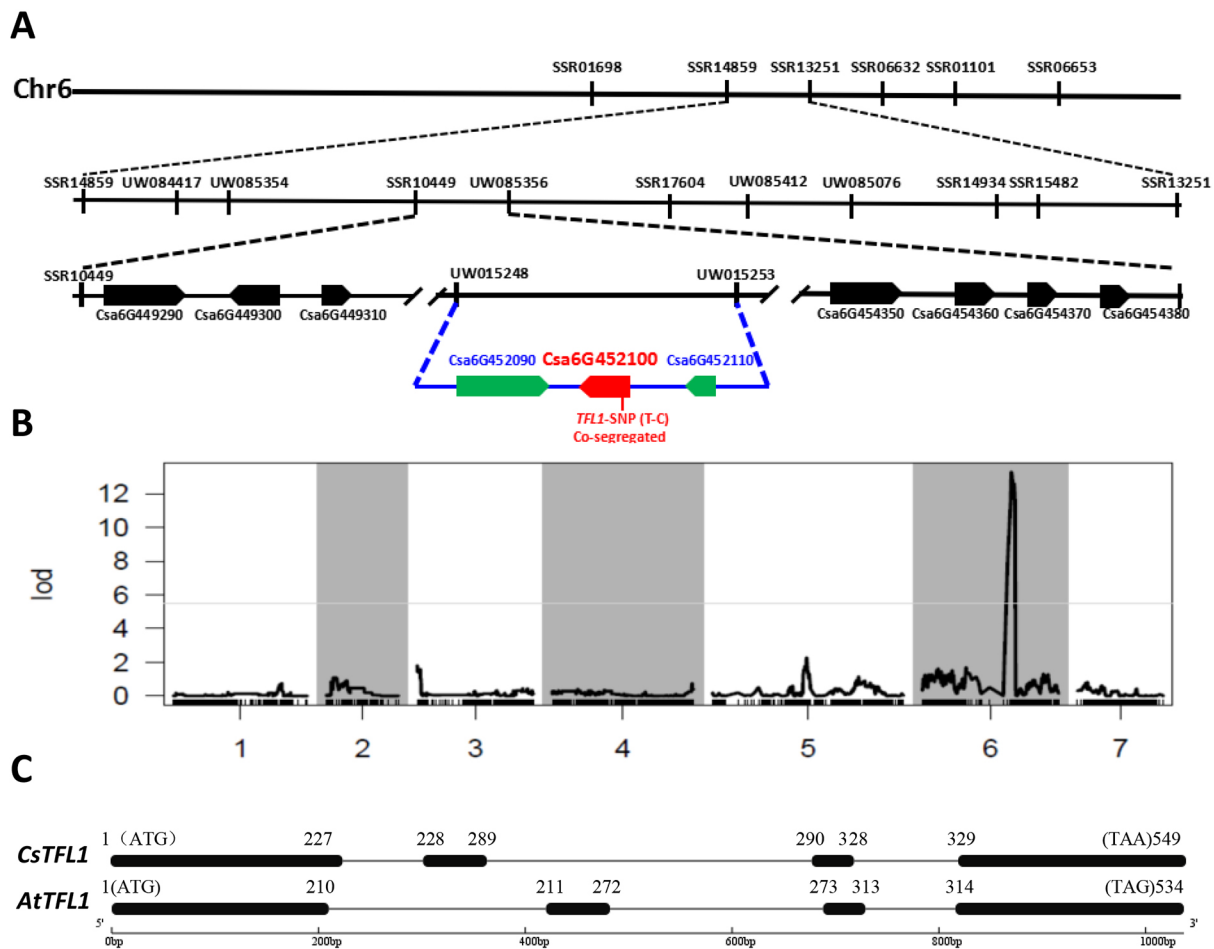 A
SSR01698 SSR14859 SSR13251 SSR06632 SSR01101 SSR06653
Chr6
SSR14859 UW084417 UW085354 SSR10449 UW085356 SSR17604 UW085412 UW085076 SSR14934 SSR15482 SSR13251
SSR10449 UW015248 UW015253
Csa6G449290 Csa6G449300 Csa6G449310 Csa6G454350 Csa6G454360 Csa6G454370 Csa6G454380
Csa6G452090 Csa6G452100 Csa6G452110
TFL1-SNP (T-C)
Co-segregated
B
lod
12
10
8
6
4
2
0
1 2 3 4 5 6 7
C
1 (ATG) 227 228 289 290 328 329 (TAA)549
CsTFL1
1(ATG) 210 211 272 273 313 314 (TAG)534
AtTFL1
5' 3'
0bp 200bp 400bp 600bp 800bp 1000bp